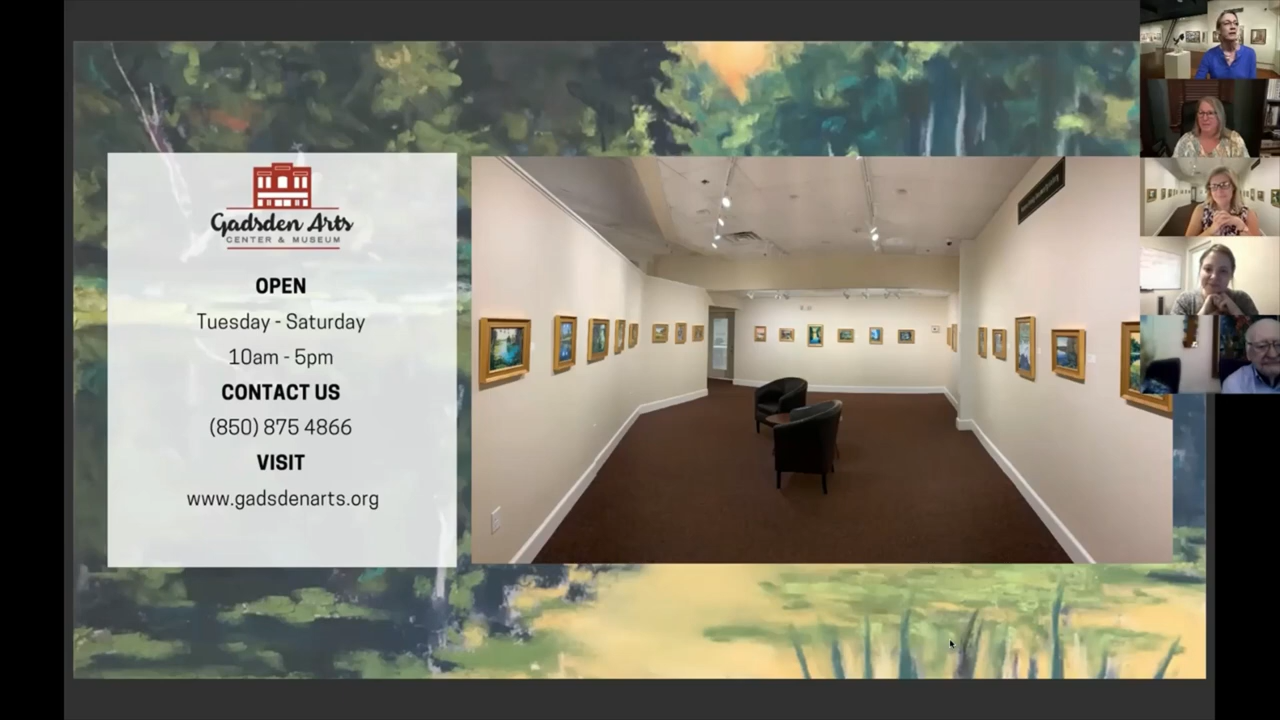 Gadsden Arts
CENTER & MUSEUM
OPEN
Tuesday - Saturday
10am - 5pm
CONTACT US
(850) 875 4866
VISIT
www.gadsdenarts.org